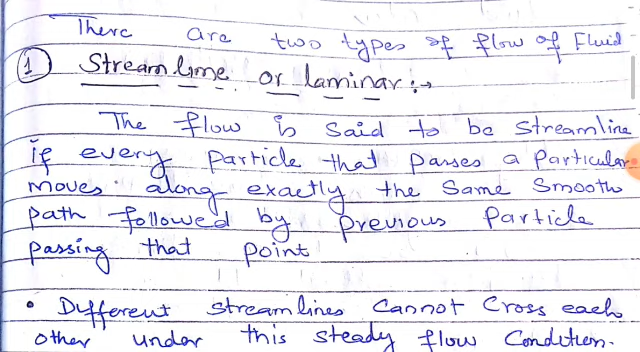 There are two types of flow of Fluid
① Stream line or laminar :→
The flow is said to be streamline
if every particle that passes a particular
moves along exactly the same smooth
path followed by previous particle
passing that point
• Different streamlines cannot cross each
other under this steady flow condition.